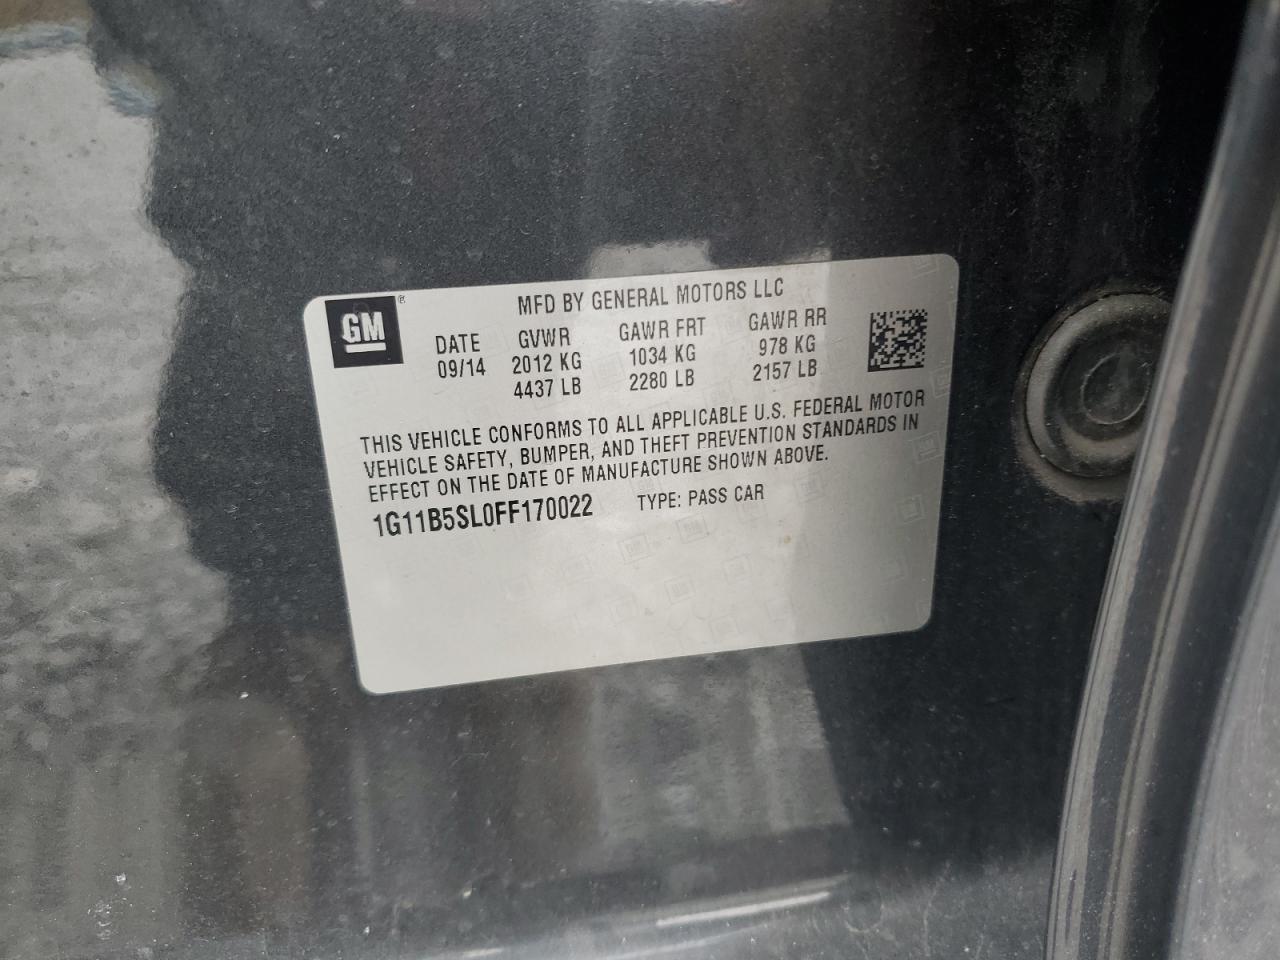 GM ®
MFD BY GENERAL MOTORS LLC
DATE GVWR GAWR FRT GAWR RR
09/14 2012 KG 1034 KG 978 KG
4437 LB 2280 LB 2157 LB
THIS VEHICLE CONFORMS TO ALL APPLICABLE U.S. FEDERAL MOTOR
VEHICLE SAFETY, BUMPER, AND THEFT PREVENTION STANDARDS IN
EFFECT ON THE DATE OF MANUFACTURE SHOWN ABOVE.
1G11B5SL0FF170022 TYPE: PASS CAR